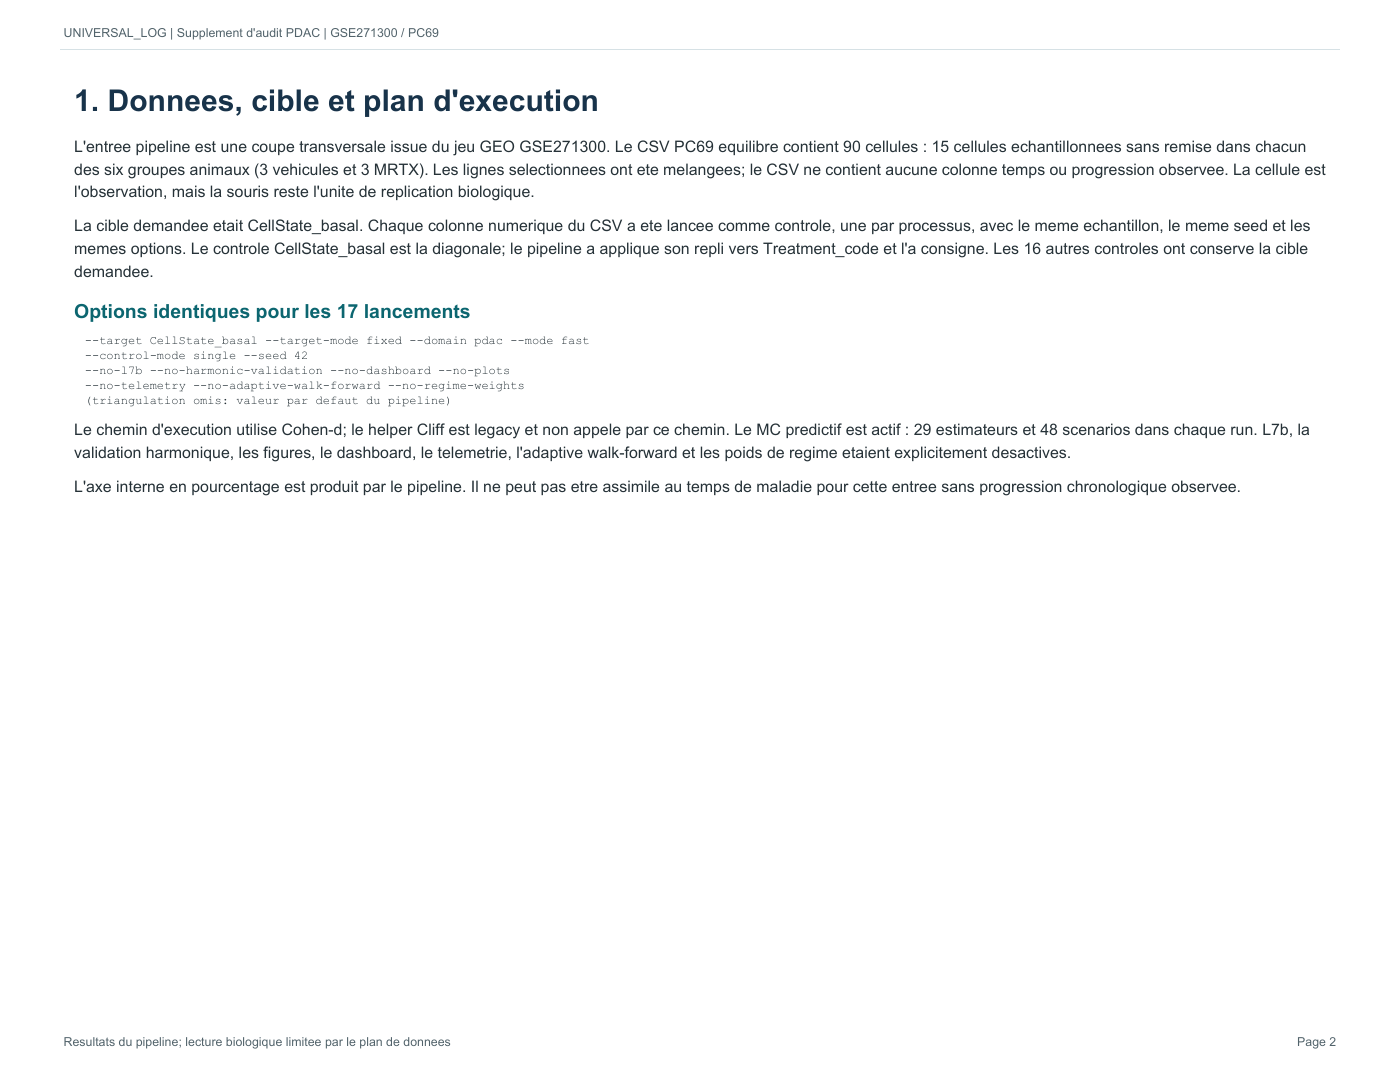 UNIVERSAL_LOG | Supplement d'audit PDAC | GSE271300 / PC69
1. Donnees, cible et plan d'execution
L'entree pipeline est une coupe transversale issue du jeu GEO GSE271300. Le CSV PC69 equilibre contient 90 cellules : 15 cellules echantillonnees sans remise dans chacun
des six groupes animaux (3 vehicules et 3 MRTX). Les lignes selectionnees ont ete melangees; le CSV ne contient aucune colonne temps ou progression observee. La cellule est
l'observation, mais la souris reste l'unite de replication biologique.
La cible demandee etait CellState_basal. Chaque colonne numerique du CSV a ete lancee comme controle, une par processus, avec le meme echantillon, le meme seed et les
memes options. Le controle CellState_basal est la diagonale; le pipeline a applique son repli vers Treatment_code et l'a consigne. Les 16 autres controles ont conserve la cible
demandee.
Options identiques pour les 17 lancements
--target CellState_basal --target-mode fixed --domain pdac --mode fast
--control-mode single --seed 42
--no-l7b --no-harmonic-validation --no-dashboard --no-plots
--no-telemetry --no-adaptive-walk-forward --no-regime-weights
(triangulation omis: valeur par defaut du pipeline)
Le chemin d'execution utilise Cohen-d; le helper Cliff est legacy et non appele par ce chemin. Le MC predictif est actif : 29 estimateurs et 48 scenarios dans chaque run. L7b, la
validation harmonique, les figures, le dashboard, le telemetrie, l'adaptive walk-forward et les poids de regime etaient explicitement desactives.
L'axe interne en pourcentage est produit par le pipeline. Il ne peut pas etre assimile au temps de maladie pour cette entree sans progression chronologique observee.
Resultats du pipeline; lecture biologique limitee par le plan de donnees
Page 2